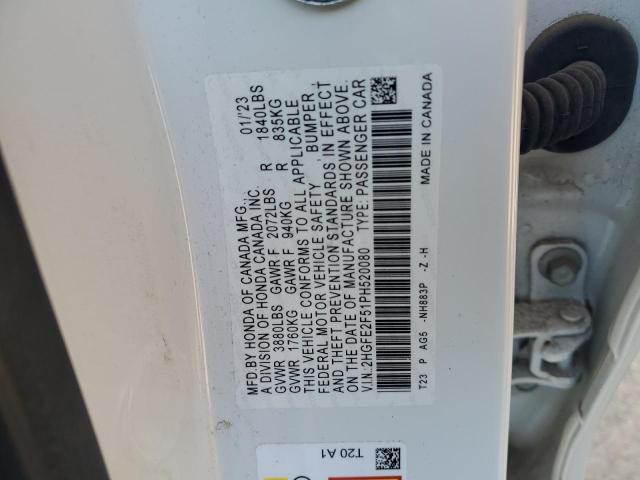 MFD.BY HONDA OF CANADA MFG. 01/'23
A DIVISION OF HONDA CANADA INC.
GVWR 3880LBS GAWR F 2072LBS R 1840LBS
GVWR 1760KG GAWR F 940KG R 835KG
THIS VEHICLE CONFORMS TO ALL APPLICABLE
FEDERAL MOTOR VEHICLE SAFETY, BUMPER
AND THEFT PREVENTION STANDARDS IN EFFECT
ON THE DATE OF MANUFACTURE SHOWN ABOVE.
V.I.N.:2HGFE2F51PH520080 TYPE: PASSENGER CAR
T23 P AG5 -NH883P -Z -H MADE IN CANADA
T20 A1